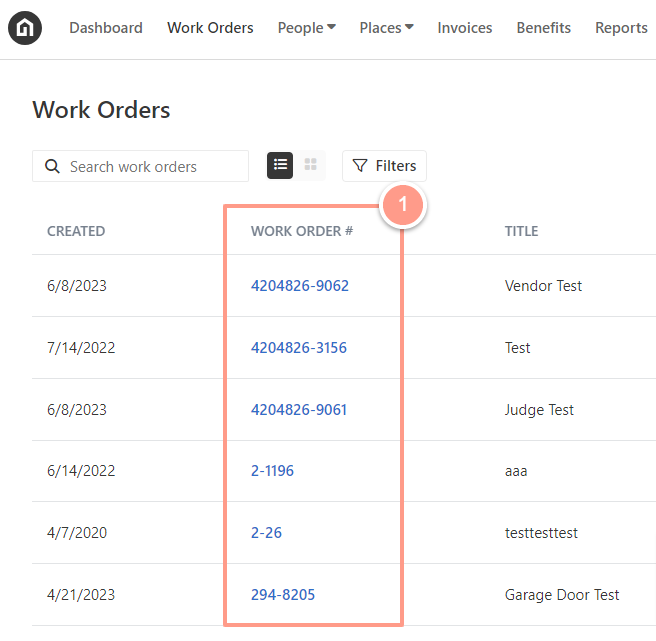 Dashboard Work Orders People Places Invoices Benefits Reports
Work Orders
Search work orders Filters
1
CREATED WORK ORDER # TITLE
6/8/2023 4204826-9062 Vendor Test
7/14/2022 4204826-3156 Test
6/8/2023 4204826-9061 Judge Test
6/14/2022 2-1196 aaa
4/7/2020 2-26 testtesttest
4/21/2023 294-8205 Garage Door Test